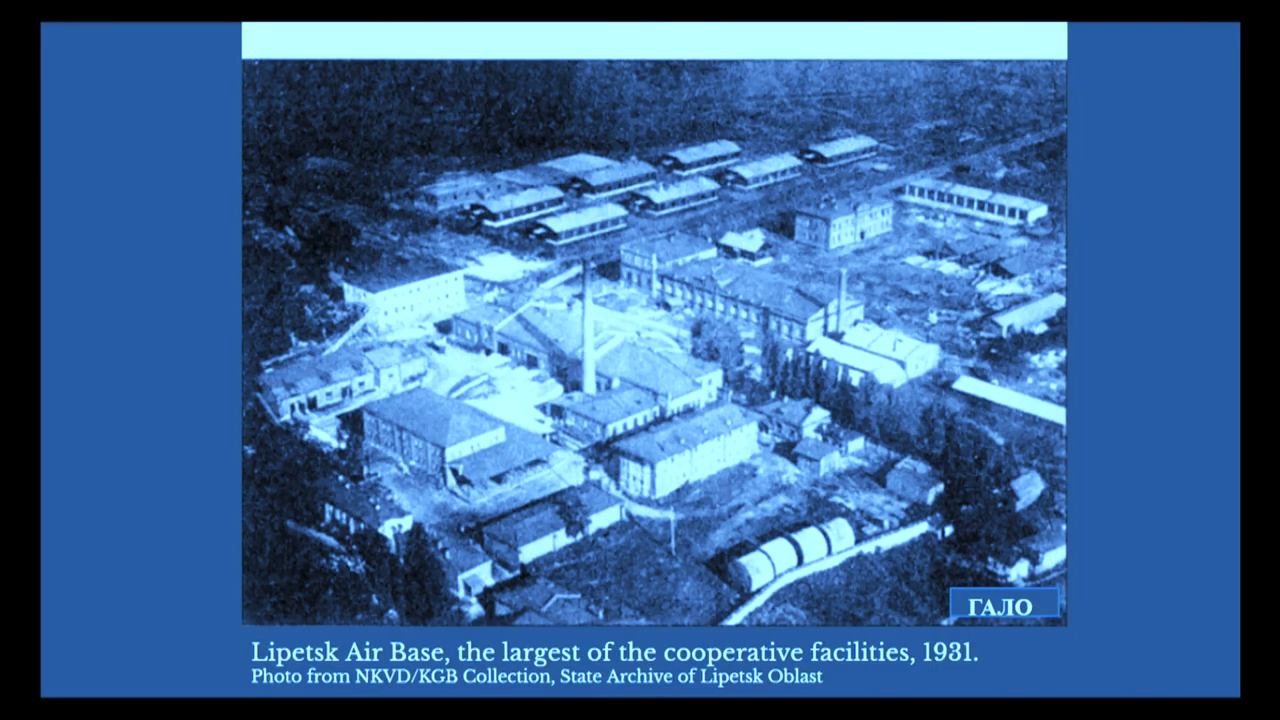 ГАЛО
Lipetsk Air Base, the largest of the cooperative facilities, 1931.
Photo from NKVD/KGB Collection, State Archive of Lipetsk Oblast